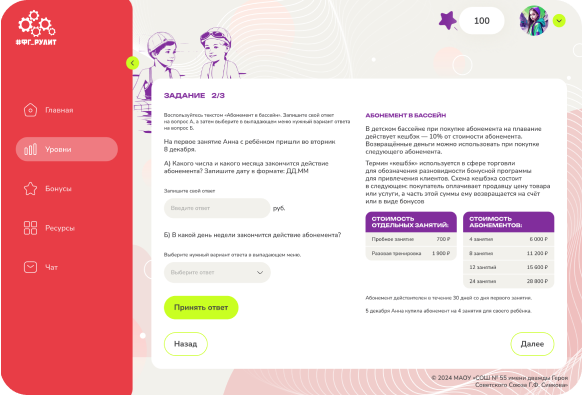 #ФГ_РУЛИТ
100
Главная
Уровни
Бонусы
Ресурсы
Чат
ЗАДАНИЕ 2/3
Воспользуйтесь текстом «Абонемент в бассейн». Запишите свой ответ
на вопрос А, а затем выберите в выпадающем меню нужный вариант ответа
на вопрос Б.
На первое занятие Анна с ребёнком пришли во вторник
8 декабря.
А) Какого числа и какого месяца закончится действие
абонемента? Запишите дату в формате: ДД.ММ
Запишите свой ответ
Введите ответ
руб.
Б) В какой день недели закончится действие абонемента?
Выберите нужный вариант ответа в выпадающем меню.
Выберите ответ
Принять ответ
Назад
АБОНЕМЕНТ В БАССЕЙН
В детском бассейне при покупке абонемента на плавание
действует кешбэк — 10% от стоимости абонемента.
Возвращённые деньги можно использовать при покупке
следующего абонемента.
Термин «кешбэк» используется в сфере торговли
для обозначения разновидности бонусной программы
для привлечения клиентов. Схема кешбэка состоит
в следующем: покупатель оплачивает продавцу цену товара
или услуги, а часть этой суммы ему возвращается на счёт
или в виде бонусов
СТОИМОСТЬ
ОТДЕЛЬНЫХ ЗАНЯТИЙ:
Пробное занятие 700 ₽
Разовая тренировка 1 900 ₽
СТОИМОСТЬ
АБОНЕМЕНТОВ:
4 занятия 6 000 ₽
8 занятий 11 200 ₽
12 занятий 15 600 ₽
24 занятия 28 800 ₽
Абонемент действителен в течение 30 дней со дня первого занятия.
5 декабря Анна купила абонемент на 4 занятия для своего ребёнка.
Далее
© 2024 МАОУ «СОШ № 55 имени дважды Героя
Советского Союза Г.Ф. Сивкова»